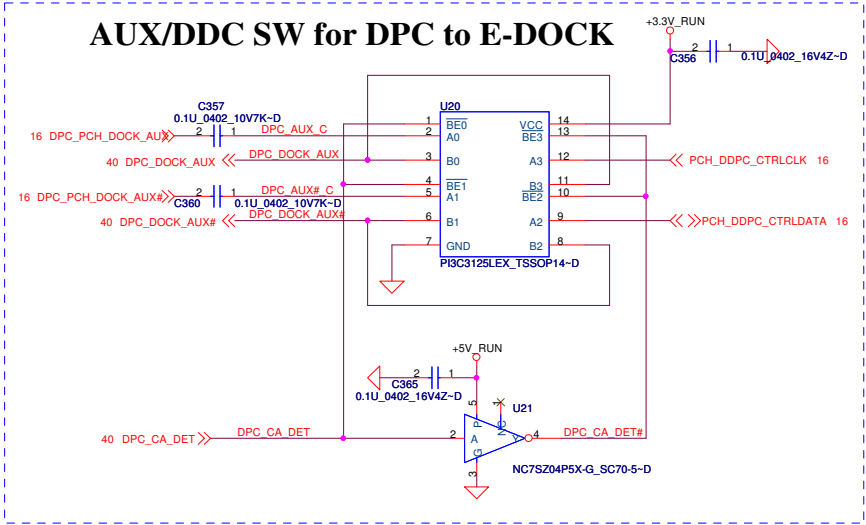 AUX/DDC SW for DPC to E-DOCK
+3.3V_RUN
2 1
C356 0.1U_0402_16V4Z~D
C357
0.1U_0402_10V7K~D
U20
16 DPC_PCH_DOCK_AUX 2 1 DPC_AUX_C
40 DPC_DOCK_AUX DPC_DOCK_AUX
16 DPC_PCH_DOCK_AUX# 2 1 DPC_AUX#_C
C360 0.1U_0402_10V7K~D
40 DPC_DOCK_AUX# DPC_DOCK_AUX#
1 BE0 VCC 14
2 A0 BE3 13
3 B0 A3 12
4 BE1 B3 11
5 A1 BE2 10
6 B1 A2 9
7 GND B2 8
PI3C3125LEX_TSSOP14~D
PCH_DDPC_CTRLCLK 16
PCH_DDPC_CTRLDATA 16
+5V_RUN
2 1
C365
0.1U_0402_16V4Z~D
U21
5 P 1 NC
40 DPC_CA_DET DPC_CA_DET 2 A Y 4 DPC_CA_DET#
G 3
NC7SZ04P5X-G_SC70-5~D